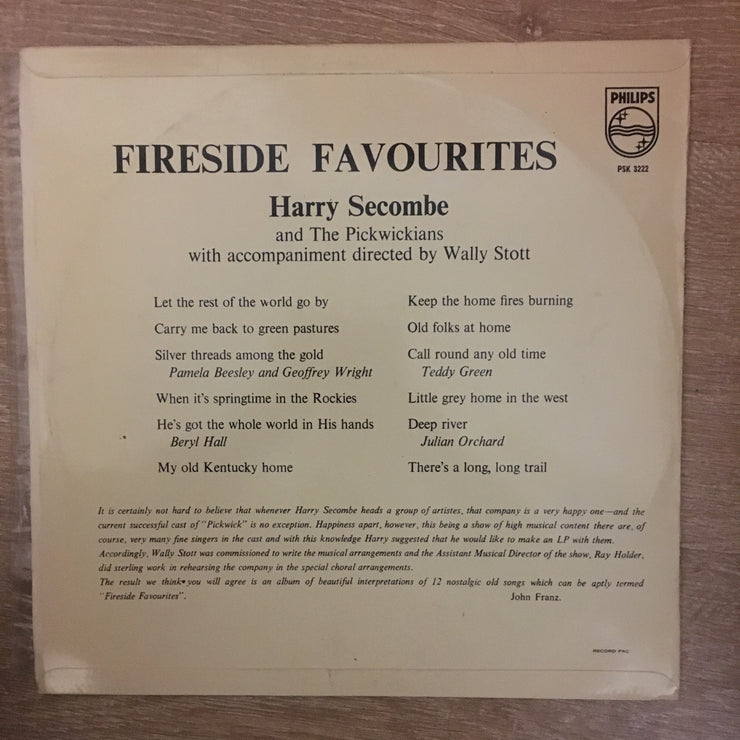 PHILIPS
PSK 3222
FIRESIDE FAVOURITES
Harry Secombe
and The Pickwickians
with accompaniment directed by Wally Stott
Let the rest of the world go by
Carry me back to green pastures
Silver threads among the gold
Pamela Beesley and Geoffrey Wright
When it's springtime in the Rockies
He's got the whole world in His hands
Beryl Hall
My old Kentucky home
Keep the home fires burning
Old folks at home
Call round any old time
Teddy Green
Little grey home in the west
Deep river
Julian Orchard
There's a long, long trail
It is certainly not hard to believe that whenever Harry Secombe heads a group of artistes, that company is a very happy one—and the
current successful cast of "Pickwick" is no exception. Happiness apart, however, this being a show of high musical content there are, of
course, very many fine singers in the cast and with this knowledge Harry suggested that he would like to make an LP with them.
Accordingly, Wally Stott was commissioned to write the musical arrangements and the Assistant Musical Director of the show, Ray Holder,
did sterling work in rehearsing the company in the special choral arrangements.
The result we think you will agree is an album of beautiful interpretations of 12 nostalgic old songs which can be aptly termed
"Fireside Favourites".
John Franz.
RECORD PAC